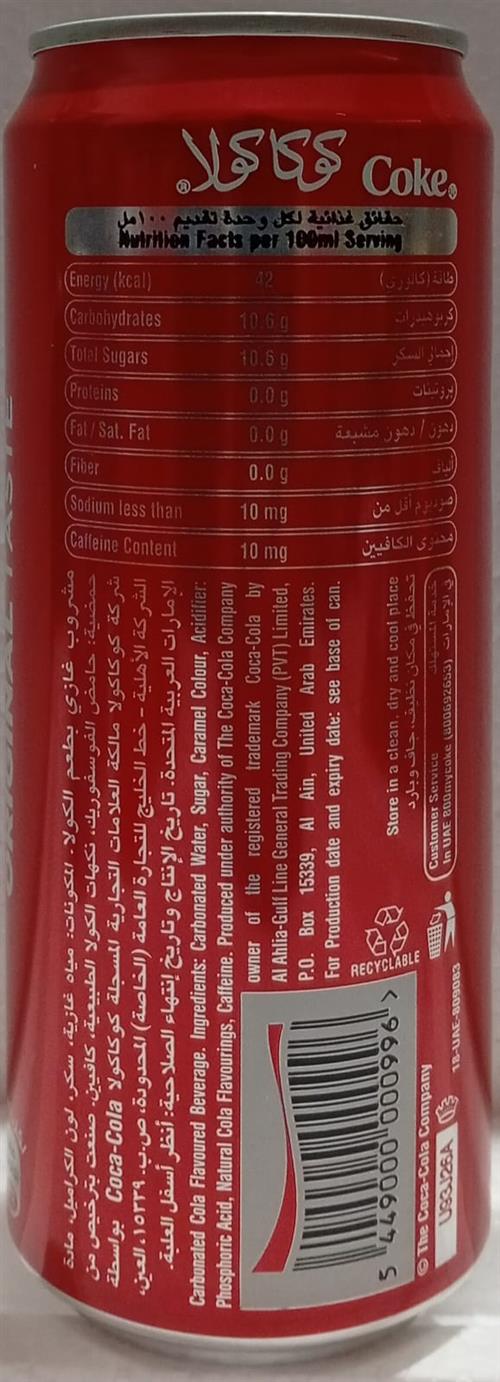 كوكاكولا Coke
حقائق غذائية لكل وحدة تقديم ١٠٠مل
Nutrition Facts per 100ml Serving
Energy (kcal) 42 طاقة (كالوري)
Carbohydrates 10.6 g كربوهيدرات
Total Sugars 10.6 g إجمالي السكر
Proteins 0.0 g بروتينات
Fat / Sat. Fat 0.0 g دهون / دهون مشبعة
Fiber 0.0 g ألياف
Sodium less than 10 mg صوديوم أقل من
Caffeine Content 10 mg محتوى الكافيين
ORIGINAL TASTE
مشروب غازي بطعم الكولا. المكونات: مياه غازية، سكر، لون الكراميل، مادة
حمضية: حامض الفوسفوريك، نكهات الكولا الطبيعية، كافيين. صنعت بترخيص من
شركة كوكاكولا مالكة العلامات التجارية المسجلة كوكاكولا Coca-Cola بواسطة
الشركة الأهلية - خط الخليج للتجارة العامة (الخاصة) المحدودة، ص.ب. ١٥٣٣٩، العين،
الإمارات العربية المتحدة. تاريخ الإنتاج وتاريخ إنتهاء الصلاحية: أنظر أسفل العلبة.
Carbonated Cola Flavoured Beverage. Ingredients: Carbonated Water, Sugar, Caramel Colour, Acidifier:
Phosphoric Acid, Natural Cola Flavourings, Caffeine. Produced under authority of The Coca-Cola Company
owner of the registered trademark Coca-Cola by
Al Ahlia-Gulf Line General Trading Company (PVT) Limited,
P.O. Box 15339, Al Ain, United Arab Emirates.
For Production date and expiry date: see base of can.
Store in a clean, dry and cool place
تحفظ في مكان نظيف، جاف وبارد
Customer Service خدمة المستهلك
In UAE 800mycoke (800692653) في الإمارات
RECYCLABLE
5 449000 000996 >
© The Coca-Cola Company
18-UAE-809083
U93J26A